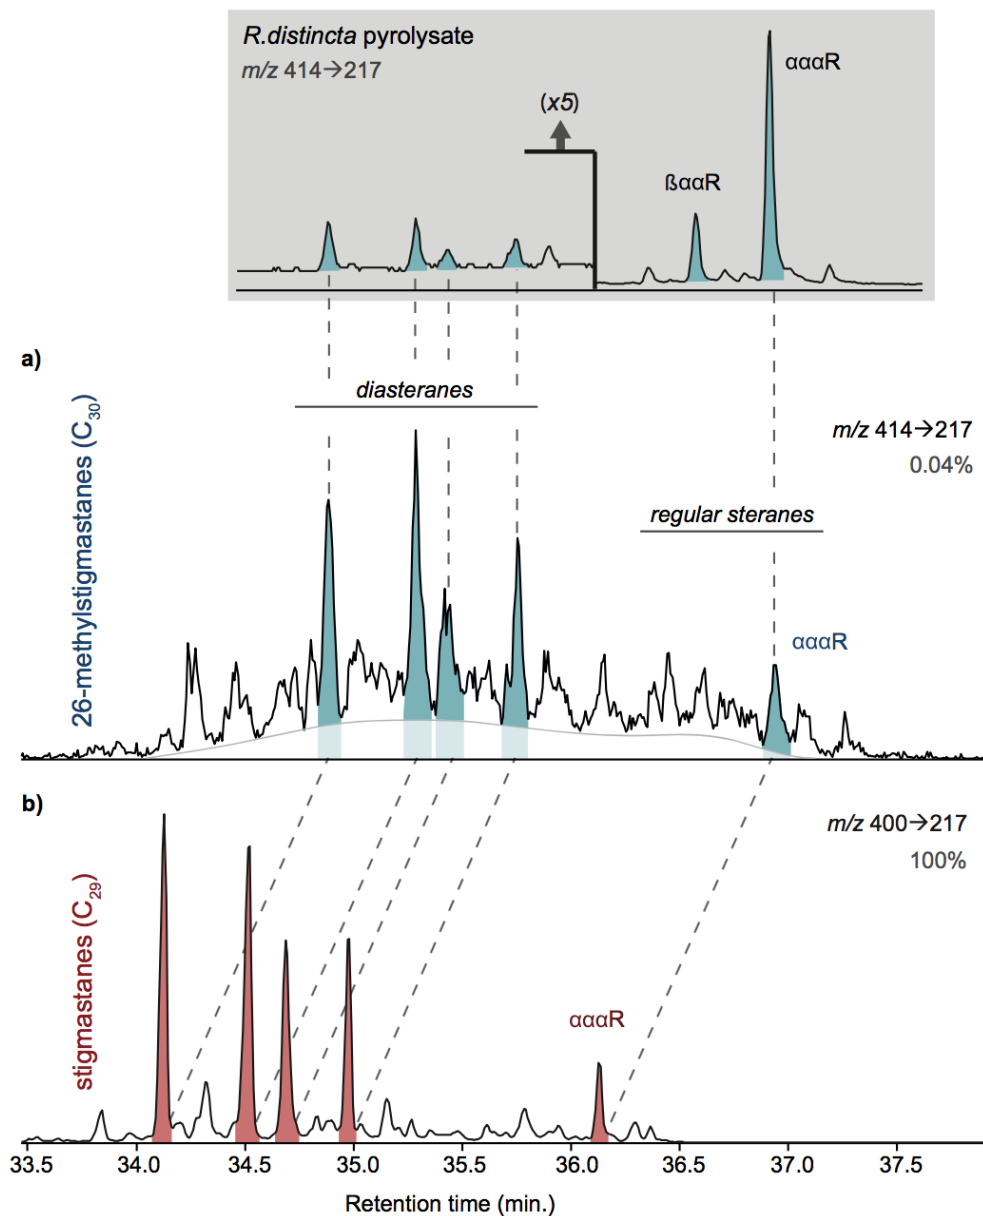 R.distincta pyrolysate
m/z 414→217
(x5)
αααR
ßααR
a)
diasteranes
m/z 414→217
0.04%
regular steranes
αααR
26-methylstigmastanes (C30)
b)
m/z 400→217
100%
αααR
stigmastanes (C29)
33.5 34.0 34.5 35.0 35.5 36.0 36.5 37.0 37.5
Retention time (min.)